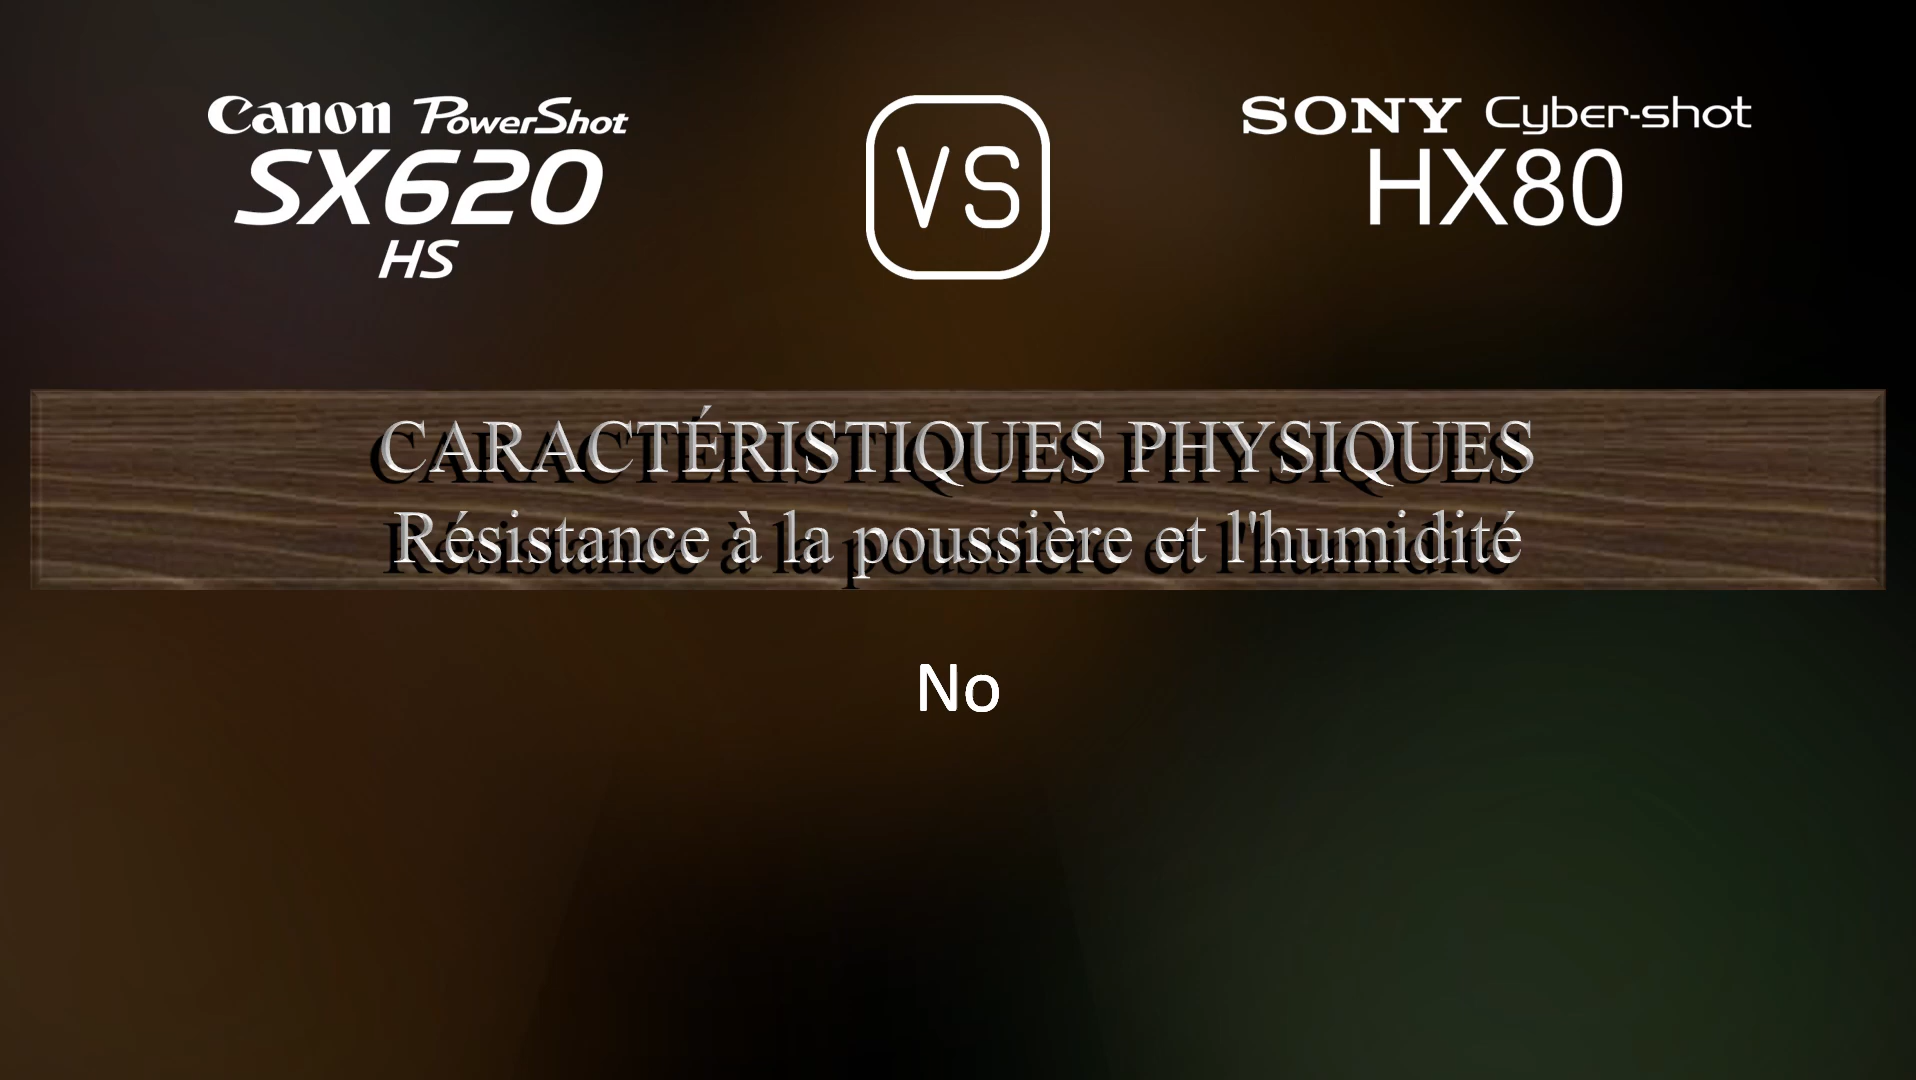 Canon PowerShot
SX620
HS
VS
SONY Cyber-shot
HX80
CARACTÉRISTIQUES PHYSIQUES
Résistance à la poussière et l'humidité
No